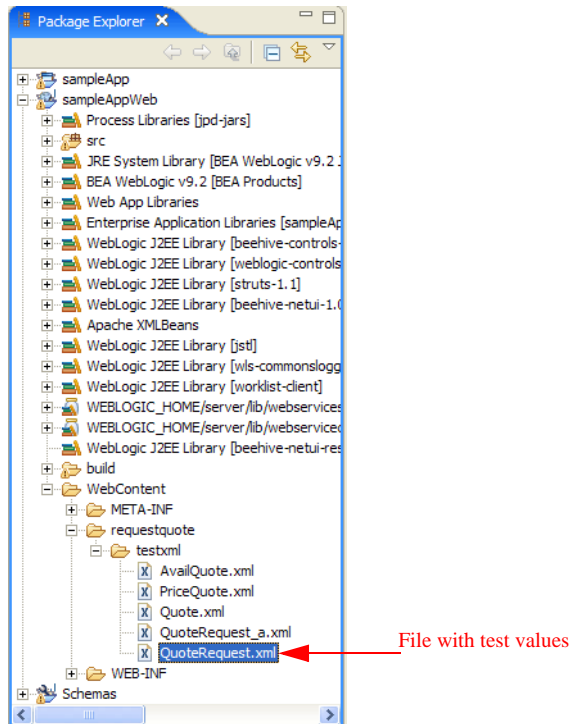 Package Explorer
sampleApp
sampleAppWeb
Process Libraries [jpd-jars]
src
JRE System Library [BEA WebLogic v9.2 J
BEA WebLogic v9.2 [BEA Products]
Web App Libraries
Enterprise Application Libraries [sampleAp
WebLogic J2EE Library [beehive-controls-
WebLogic J2EE Library [weblogic-controls
WebLogic J2EE Library [struts-1.1]
WebLogic J2EE Library [beehive-netui-1.0
Apache XMLBeans
WebLogic J2EE Library [jstl]
WebLogic J2EE Library [wls-commonslogg
WebLogic J2EE Library [worklist-client]
WEBLOGIC_HOME/server/lib/webservices
WEBLOGIC_HOME/server/lib/webservicec
WebLogic J2EE Library [beehive-netui-res
build
WebContent
META-INF
requestquote
testxml
AvailQuote.xml
PriceQuote.xml
Quote.xml
QuoteRequest_a.xml
QuoteRequest.xml
File with test values
WEB-INF
Schemas